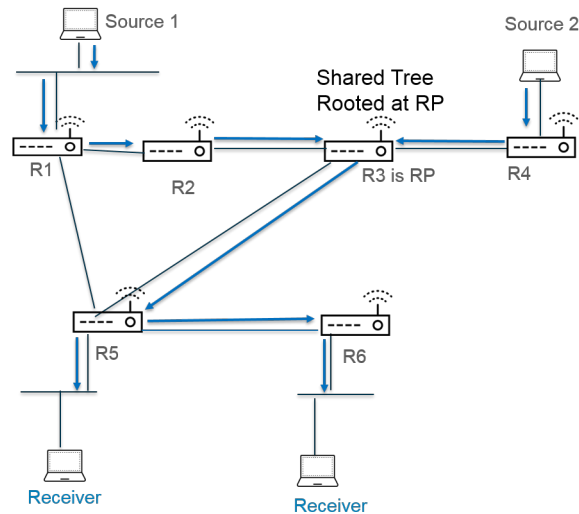 Source 1
Source 2
Shared Tree
Rooted at RP
R1
R2
R3 is RP
R4
R5
R6
Receiver
Receiver